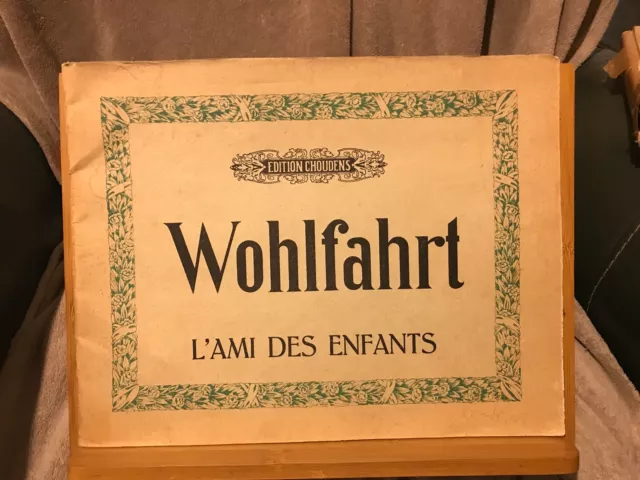 EDITION CHOUDENS
Wohlfahrt
L'AMI DES ENFANTS